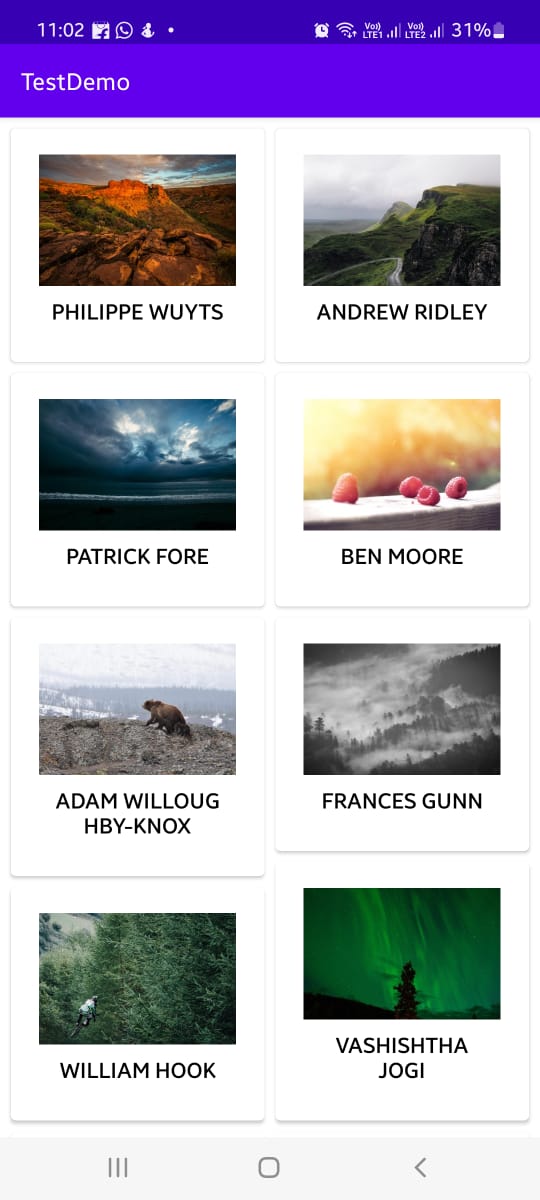 11:02 Vo)) LTE1 Vo)) LTE2 31%
TestDemo
PHILIPPE WUYTS
ANDREW RIDLEY
PATRICK FORE
BEN MOORE
ADAM WILLOUG
HBY-KNOX
FRANCES GUNN
WILLIAM HOOK
VASHISHTHA
JOGI